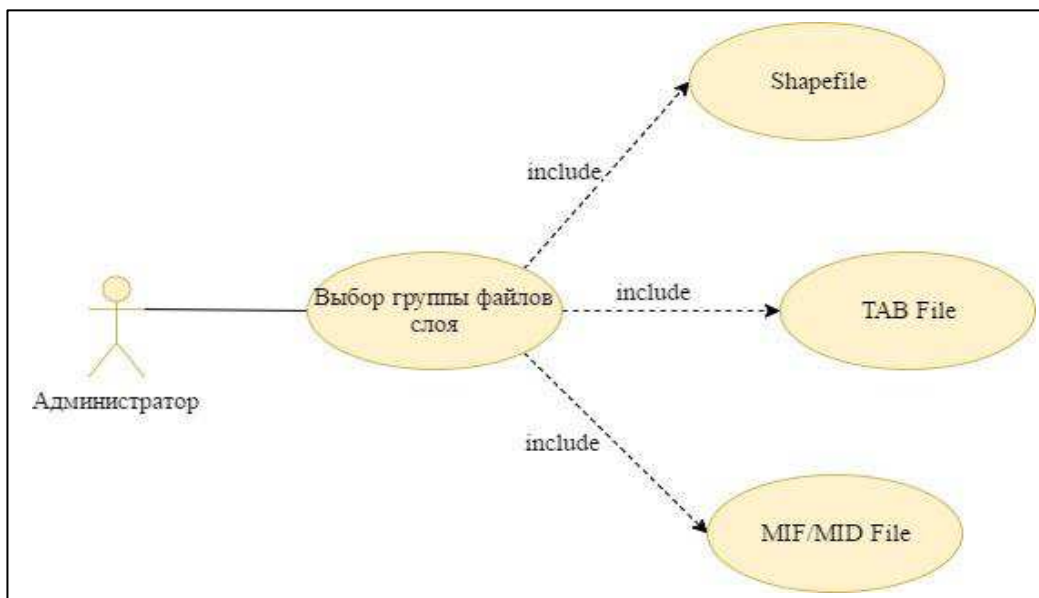 Shapefile
include
Выбор группы файлов
слоя
include
TAB File
Администратор
include
MIF/MID File